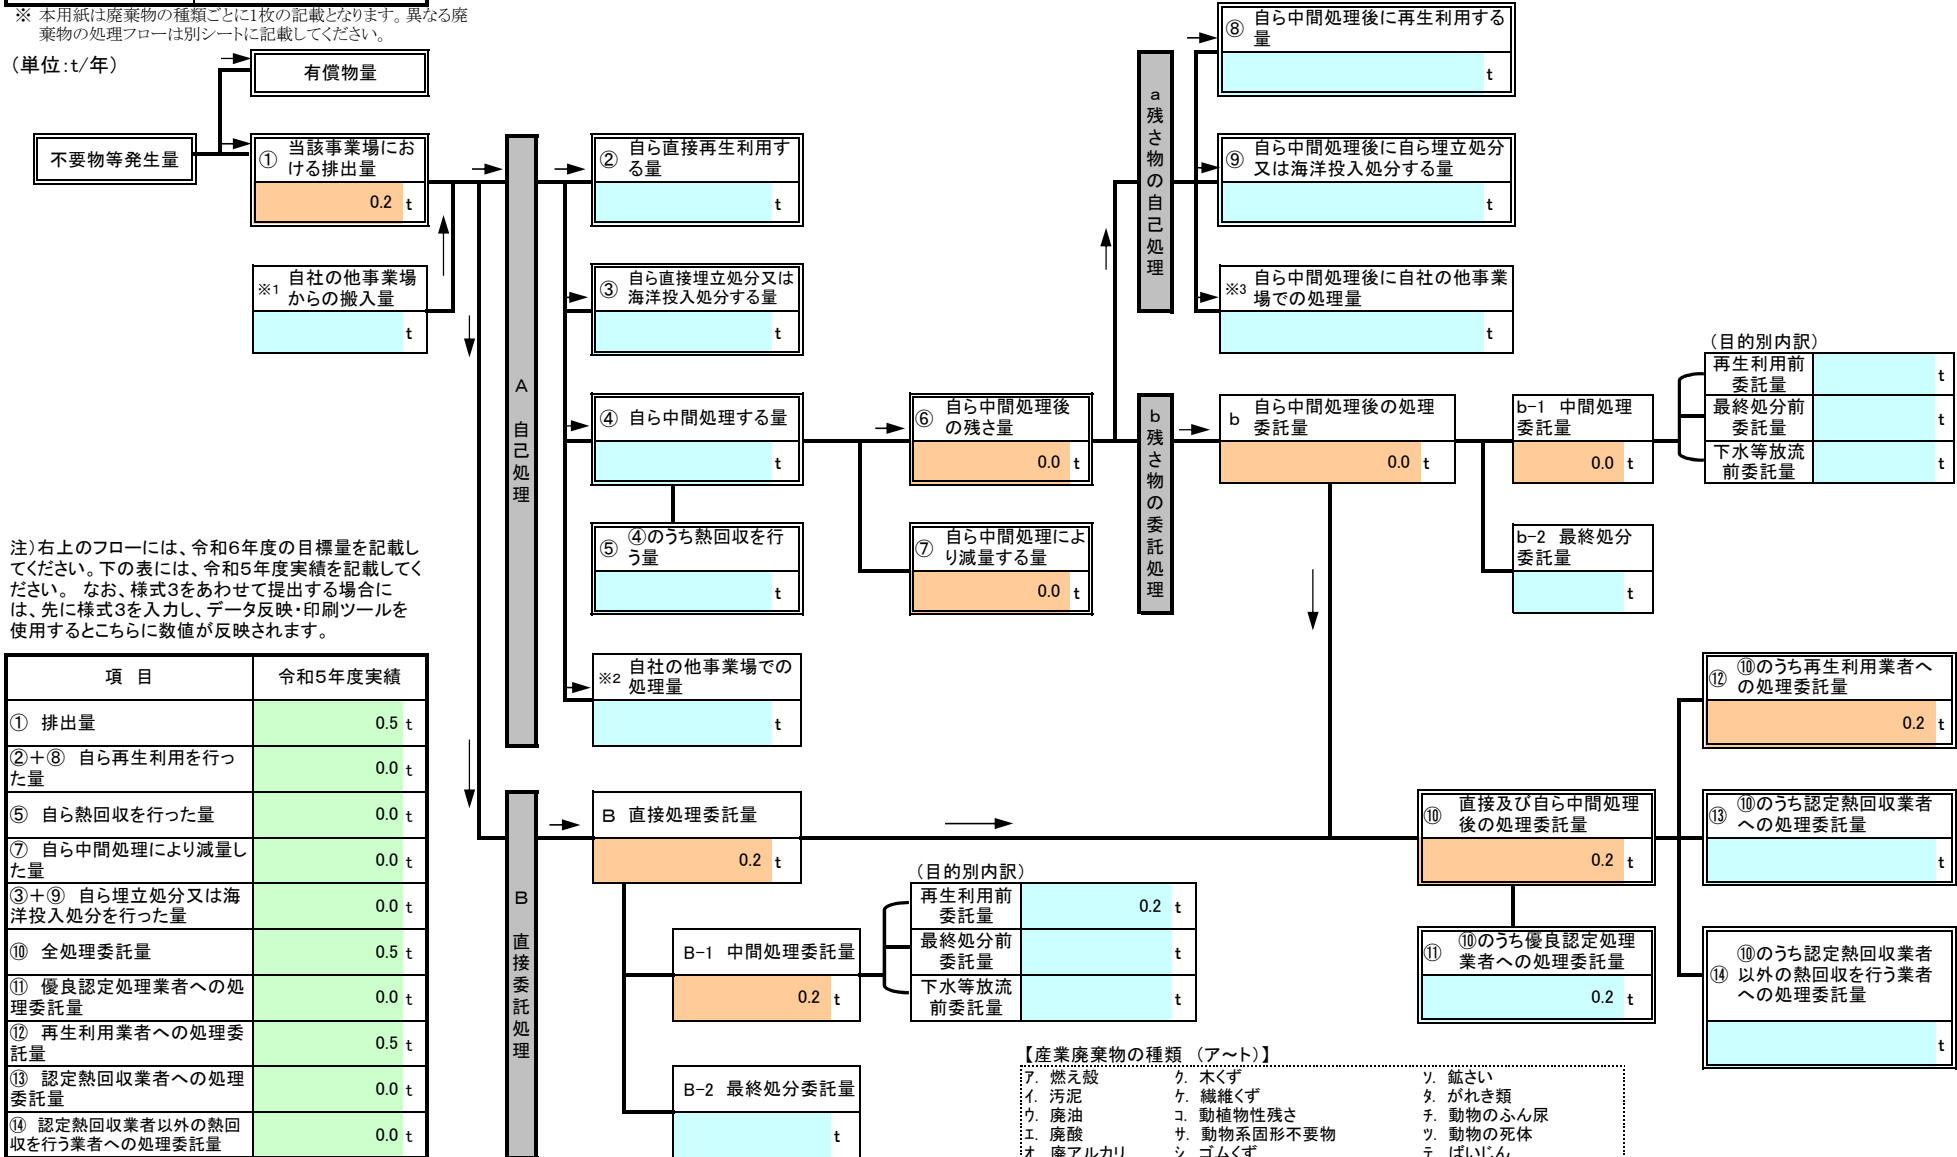 ※ 本用紙は廃棄物の種類ごとに1枚の記載となります。異なる廃
棄物の処理フローは別シートに記載してください。
(単位:t/年)
有償物量
不要物等発生量
① 当該事業場にお
ける排出量
0.2 t
※1 自社の他事業場
からの搬入量
t
A 自己処理
② 自ら直接再生利用す
る量
t
③ 自ら直接埋立処分又は
海洋投入処分する量
t
④ 自ら中間処理する量
t
⑤ ④のうち熱回収を行
う量
t
※2 自社の他事業場での
処理量
t
⑥ 自ら中間処理後
の残さ量
0.0 t
⑦ 自ら中間処理によ
り減量する量
0.0 t
a 残さ物の自己処理
⑧ 自ら中間処理後に再生利用する
量
t
⑨ 自ら中間処理後に自ら埋立処分
又は海洋投入処分する量
t
※3 自ら中間処理後に自社の他事業
場での処理量
t
b 残さ物の委託処理
b 自ら中間処理後の処理
委託量
0.0 t
b-1 中間処理
委託量
0.0 t
b-2 最終処分
委託量
t
(目的別内訳)
再生利用前
委託量
t
最終処分前
委託量
t
下水等放流
前委託量
t
注)右上のフローには、令和6年度の目標量を記載し
てください。下の表には、令和5年度実績を記載してく
ださい。 なお、様式3をあわせて提出する場合に
は、先に様式3を入力し、データ反映・印刷ツールを
使用するとこちらに数値が反映されます。
項 目 令和5年度実績
① 排出量 0.5 t
②+⑧ 自ら再生利用を行っ
た量 0.0 t
⑤ 自ら熱回収を行った量 0.0 t
⑦ 自ら中間処理により減量し
た量 0.0 t
③+⑨ 自ら埋立処分又は海
洋投入処分を行った量 0.0 t
⑩ 全処理委託量 0.5 t
⑪ 優良認定処理業者への処
理委託量 0.0 t
⑫ 再生利用業者への処理委
託量 0.5 t
⑬ 認定熱回収業者への処理
委託量 0.0 t
⑭ 認定熱回収業者以外の熱回
収を行う業者への処理委託量 0.0 t
B 直接委託処理
B 直接処理委託量
0.2 t
B-1 中間処理委託量
0.2 t
B-2 最終処分委託量
t
(目的別内訳)
再生利用前
委託量
0.2 t
最終処分前
委託量
t
下水等放流
前委託量
t
⑩ 直接及び自ら中間処理
後の処理委託量
0.2 t
⑪ ⑩のうち優良認定処理
業者への処理委託量
0.2 t
⑫ ⑩のうち再生利用業者へ
の処理委託量
0.2 t
⑬ ⑩のうち認定熱回収業者
への処理委託量
t
⑭ ⑩のうち認定熱回収業者
以外の熱回収を行う業者
への処理委託量
t
【産業廃棄物の種類 (ア~ト)】
ア. 燃え殻 ク. 木くず ソ. 鉱さい
イ. 汚泥 ケ. 繊維くず タ. がれき類
ウ. 廃油 コ. 動植物性残さ チ. 動物のふん尿
エ. 廃酸 サ. 動物系固形不要物 ツ. 動物の死体
オ. 廃アルカリ シ. ゴムくず テ. ばいじん